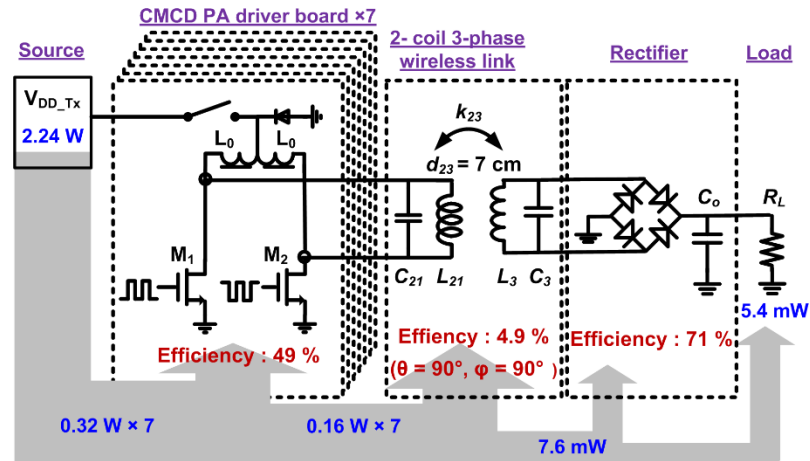 CMCD PA driver board ×7
Source
2- coil 3-phase
wireless link
Rectifier
Load
V_DD_Tx
2.24 W
L₀ L₀
k₂₃
d₂₃ = 7 cm
M₁
M₂
C₂₁ L₂₁
L₃ C₃
Cₒ
R_L
5.4 mW
Efficiency : 49 %
Effiency : 4.9 %
(θ = 90°, φ = 90° )
Efficiency : 71 %
0.32 W × 7
0.16 W × 7
7.6 mW